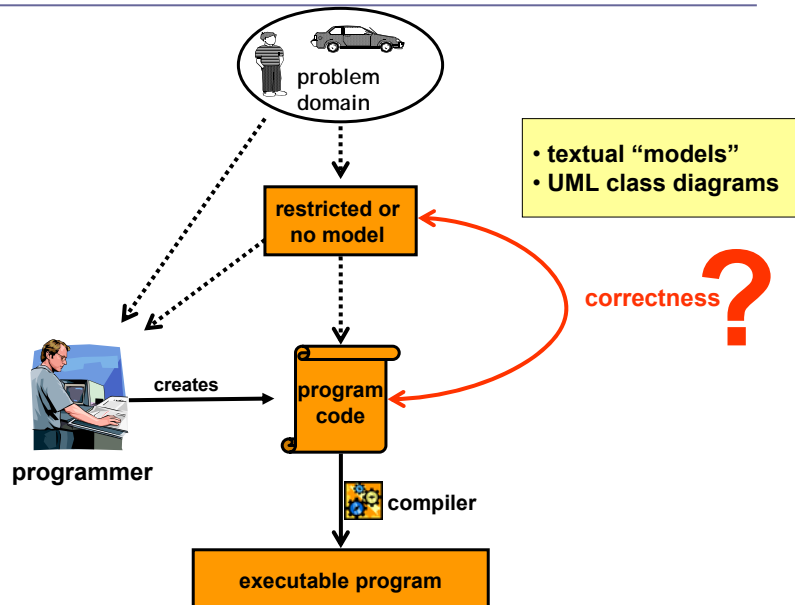 problem
domain
• textual “models”
• UML class diagrams
restricted or
no model
correctness
?
creates
program
code
programmer
compiler
executable program